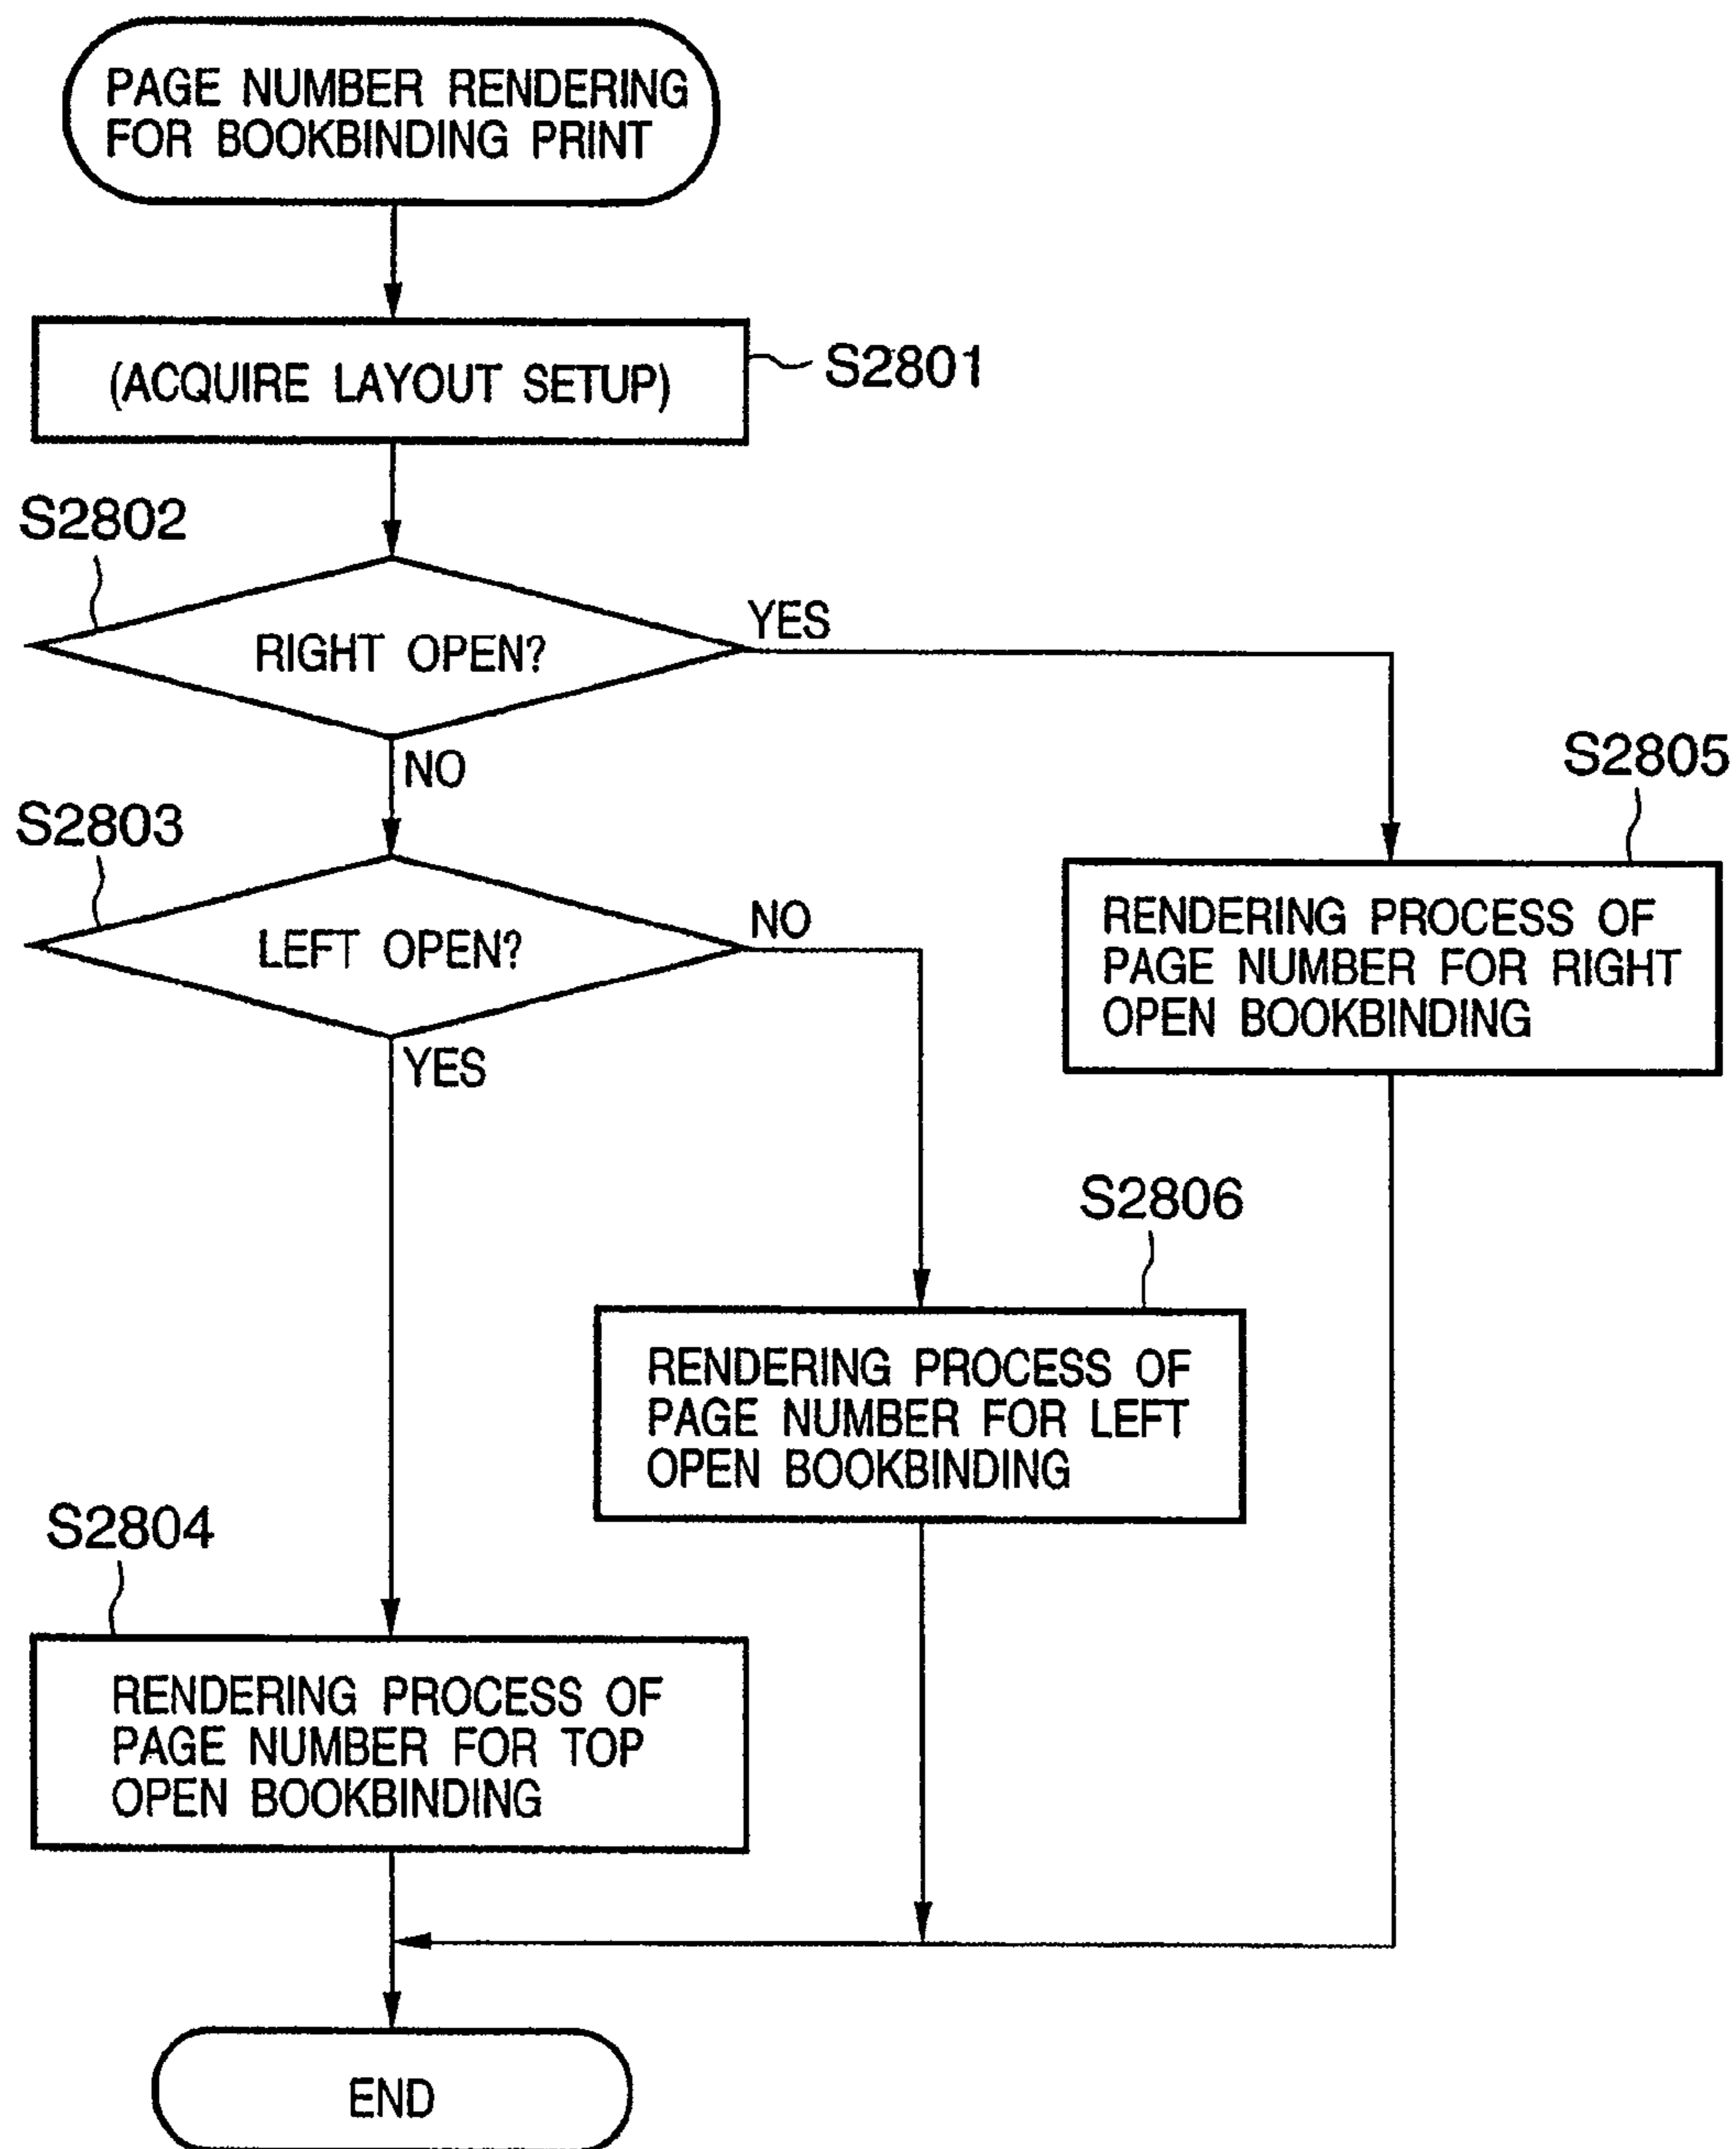 PAGE NUMBER RENDERING
FOR BOOKBINDING PRINT
(ACQUIRE LAYOUT SETUP)
S2801
S2802
RIGHT OPEN?
YES
NO
S2803
LEFT OPEN?
NO
YES
S2805
RENDERING PROCESS OF
PAGE NUMBER FOR RIGHT
OPEN BOOKBINDING
S2806
RENDERING PROCESS OF
PAGE NUMBER FOR LEFT
OPEN BOOKBINDING
S2804
RENDERING PROCESS OF
PAGE NUMBER FOR TOP
OPEN BOOKBINDING
END